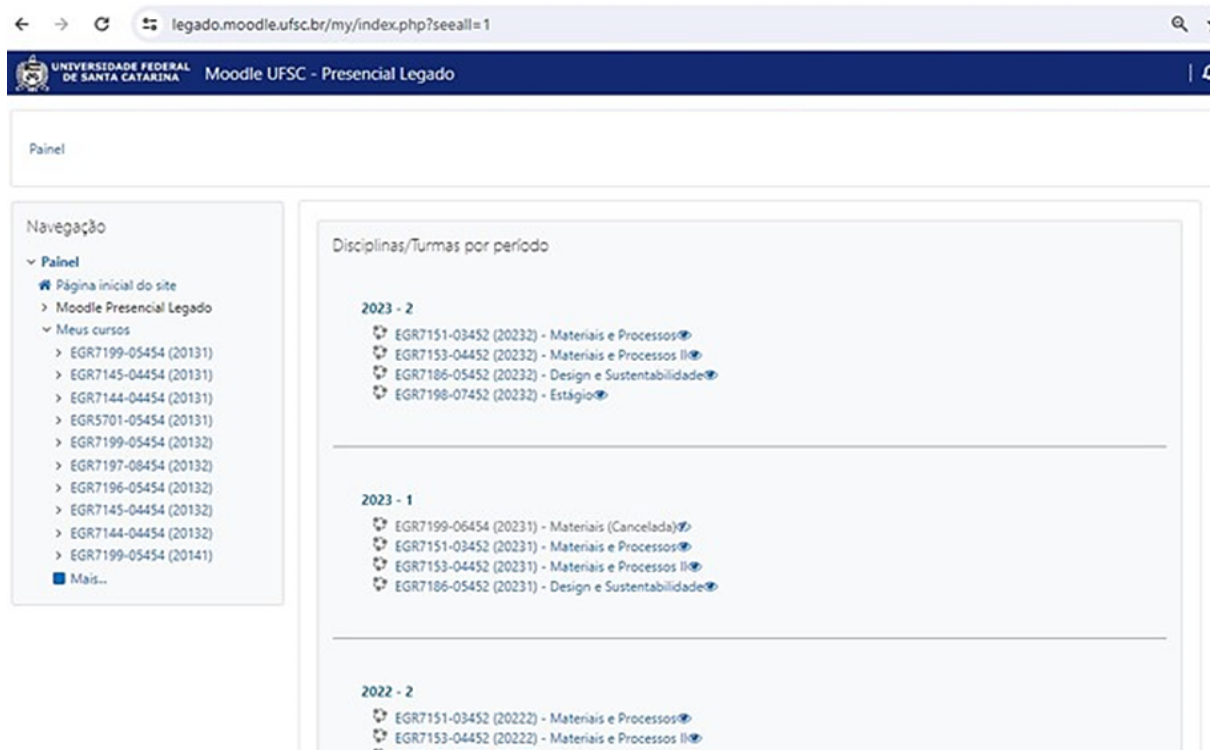 legado.moodle.ufsc.br/my/index.php?seeall=1
UNIVERSIDADE FEDERAL
DE SANTA CATARINA
Moodle UFSC - Presencial Legado
Painel
Navegação
Painel
Página inicial do site
Moodle Presencial Legado
Meus cursos
EGR7199-05454 (20131)
EGR7145-04454 (20131)
EGR7144-04454 (20131)
EGR5701-05454 (20131)
EGR7199-05454 (20132)
EGR7197-08454 (20132)
EGR7196-05454 (20132)
EGR7145-04454 (20132)
EGR7144-04454 (20132)
EGR7199-05454 (20141)
Mais...
Disciplinas/Turmas por período
2023 - 2
EGR7151-03452 (20232) - Materiais e Processos
EGR7153-04452 (20232) - Materiais e Processos II
EGR7186-05452 (20232) - Design e Sustentabilidade
EGR7198-07452 (20232) - Estágio
2023 - 1
EGR7199-06454 (20231) - Materiais (Cancelada)
EGR7151-03452 (20231) - Materiais e Processos
EGR7153-04452 (20231) - Materiais e Processos II
EGR7186-05452 (20231) - Design e Sustentabilidade
2022 - 2
EGR7151-03452 (20222) - Materiais e Processos
EGR7153-04452 (20222) - Materiais e Processos II